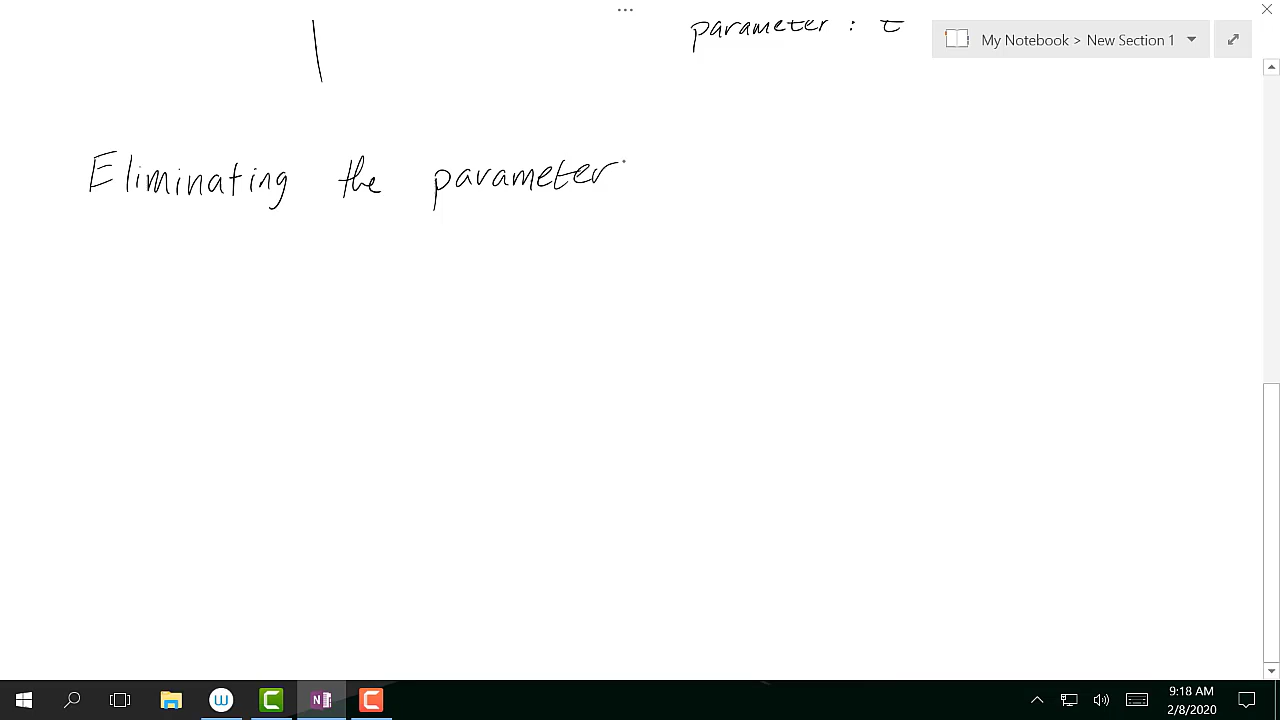 parameter : t
My Notebook > New Section 1
Eliminating the parameter
9:18 AM
2/8/2020